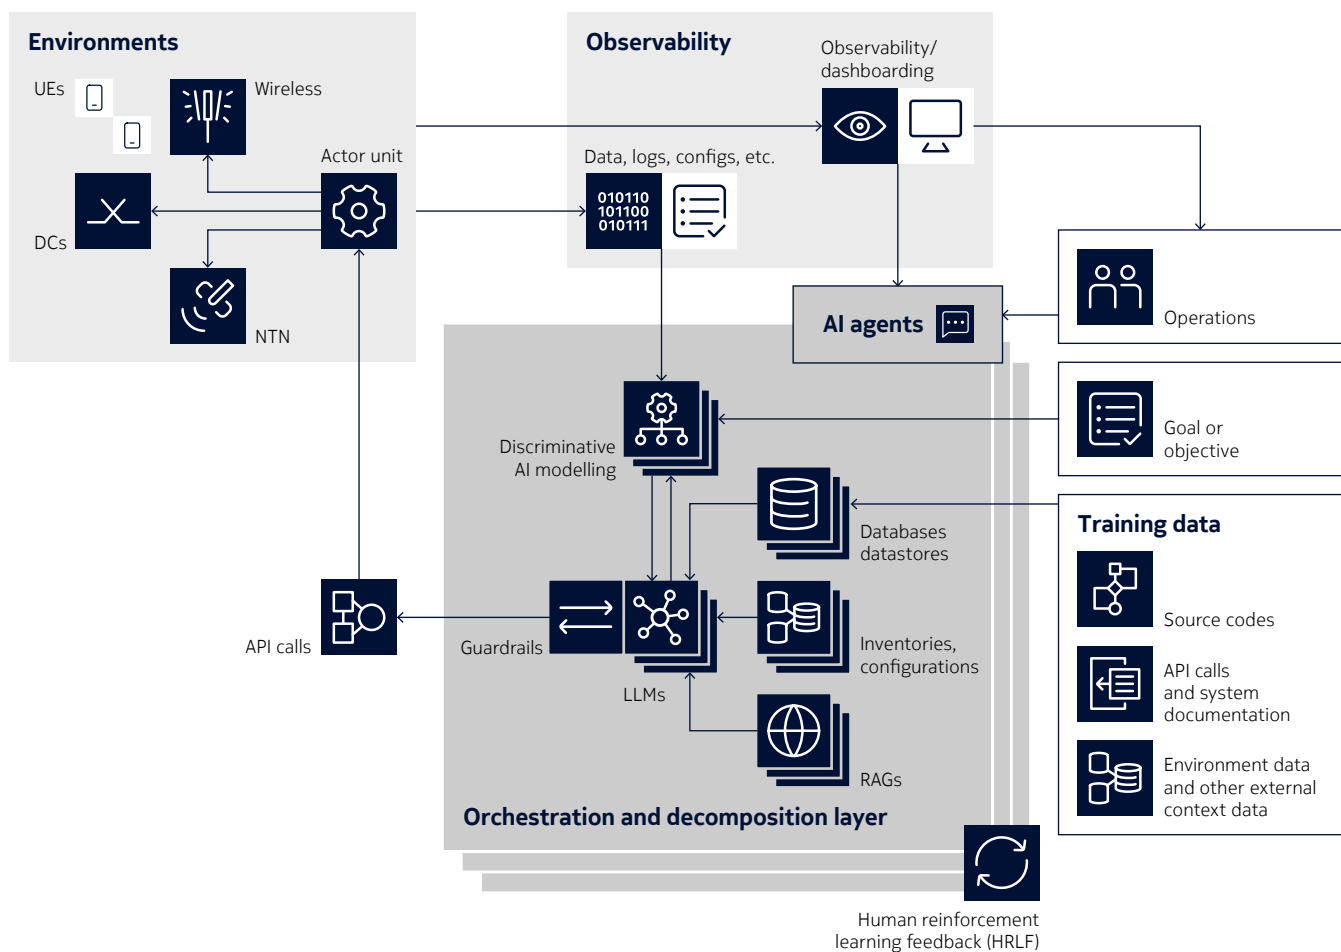 Environments
UEs
Wireless
Actor unit
DCs
NTN
Observability
Observability/
dashboarding
Data, logs, configs, etc.
010110
101100
010111
AI agents
Operations
Goal or
objective
Discriminative
AI modelling
Databases
datastores
Training data
Source codes
API calls
and system
documentation
Environment data
and other external
context data
API calls
Guardrails
LLMs
Inventories,
configurations
RAGs
Orchestration and decomposition layer
Human reinforcement
learning feedback (HRLF)